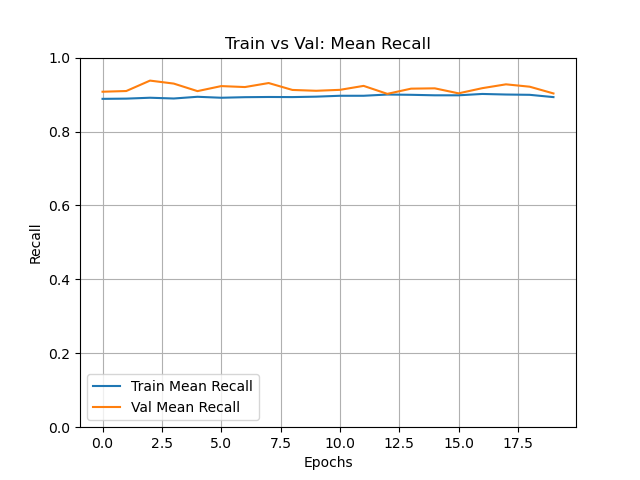 Train vs Val: Mean Recall
1.0
0.8
0.6
0.4
0.2
0.0
Recall
Train Mean Recall
Val Mean Recall
0.0 2.5 5.0 7.5 10.0 12.5 15.0 17.5
Epochs